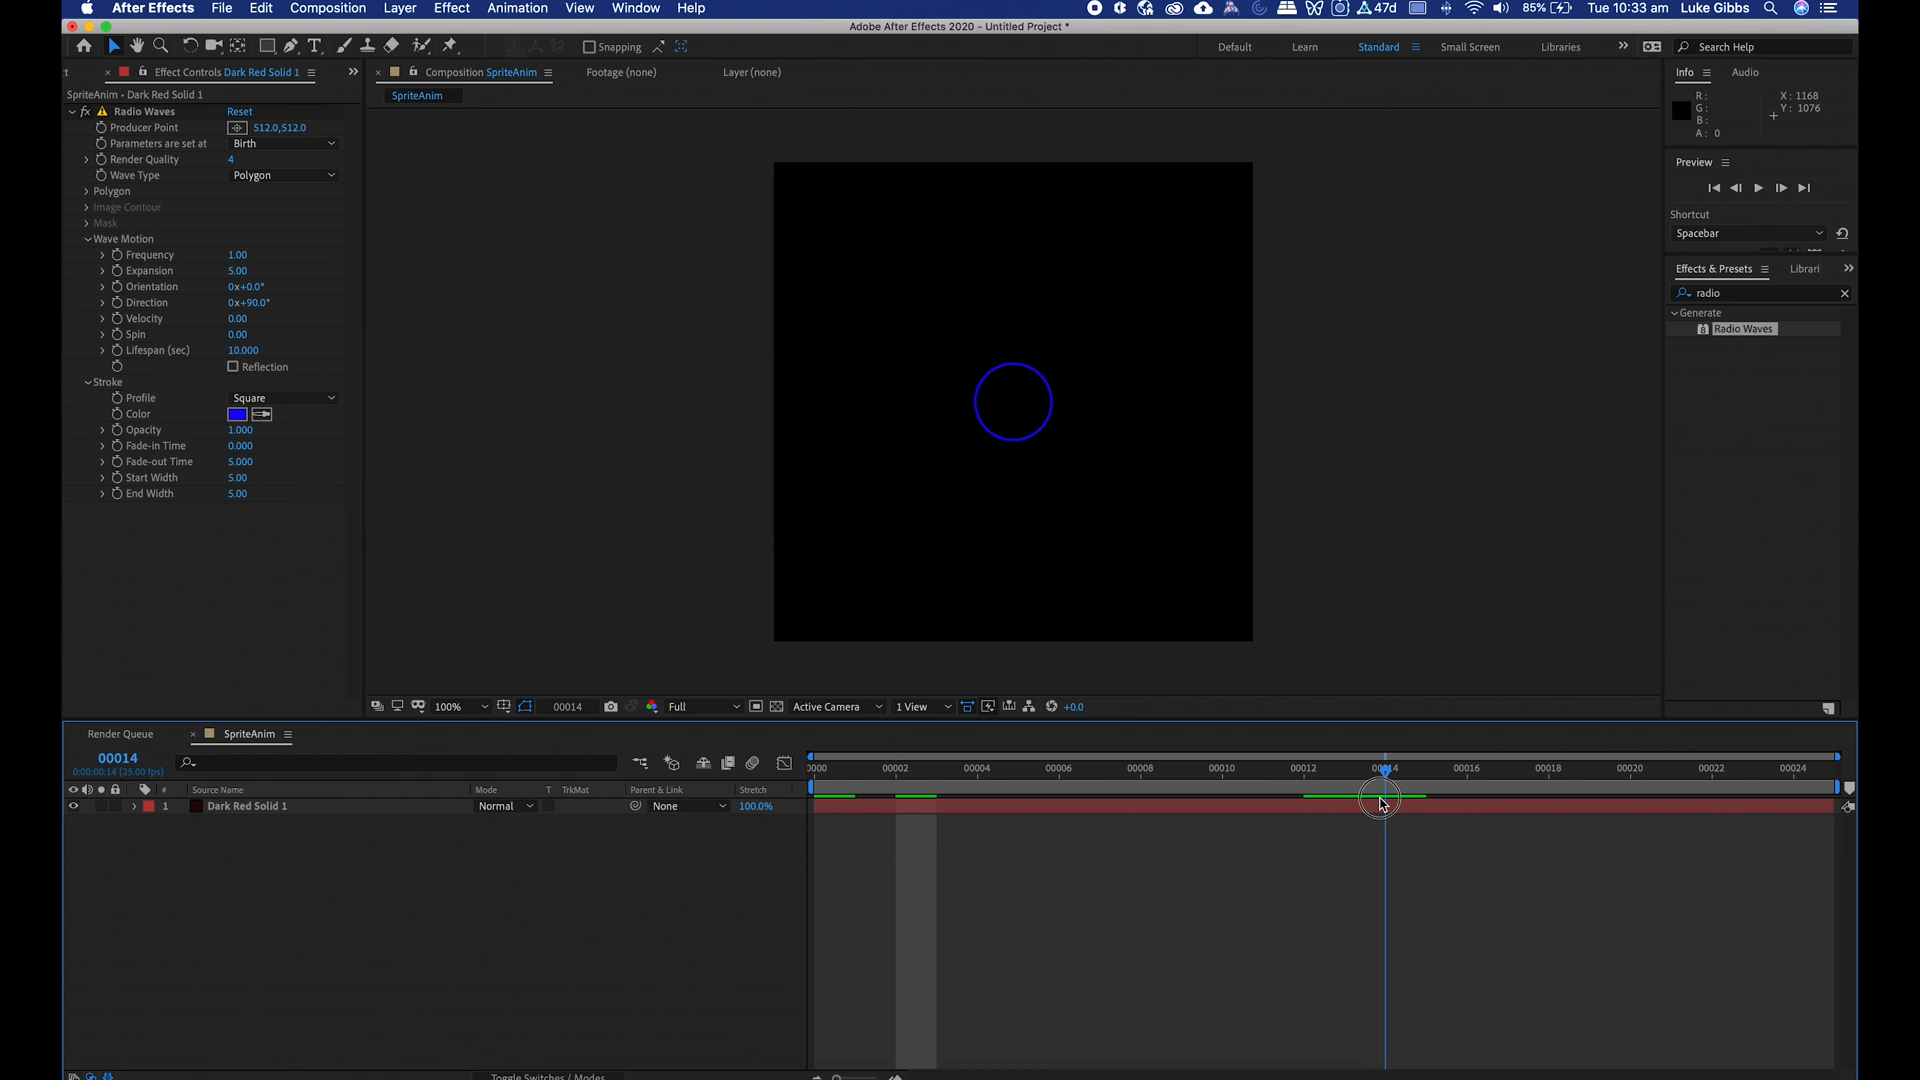 After Effects File Edit Composition Layer Effect Animation View Window Help 47d 85% Tue 10:33 am Luke Gibbs
Adobe After Effects 2020 - Untitled Project *
Snapping Default Learn Standard Small Screen Libraries Search Help
Effect Controls Dark Red Solid 1 Composition SpriteAnim Footage (none) Layer (none) Info Audio
SpriteAnim • Dark Red Solid 1
SpriteAnim
fx Radio Waves Reset
Producer Point 512.0,512.0
Parameters are set at Birth
Render Quality 4
Wave Type Polygon
Polygon
Image Contour
Mask
Wave Motion
Frequency 1.00
Expansion 5.00
Orientation 0x+0.0°
Direction 0x+90.0°
Velocity 0.00
Spin 0.00
Lifespan (sec) 10.000
Reflection
Stroke
Profile Square
Color
Opacity 1.000
Fade-in Time 0.000
Fade-out Time 5.000
Start Width 5.00
End Width 5.00
R: X: 1168
G: Y: 1076
B:
A: 0
Preview
Shortcut
Spacebar
Effects & Presets Librari
radio
Generate
Radio Waves
100% 00014 Full Active Camera 1 View +0.0
Render Queue SpriteAnim
00014
0:00:00:14 (25.00 fps)
0000 00002 00004 00006 00008 00010 00012 00014 00016 00018 00020 00022 00024
# Source Name Mode T TrkMat Parent & Link Stretch
1 Dark Red Solid 1 Normal None 100.0%
Toggle Switches / Modes